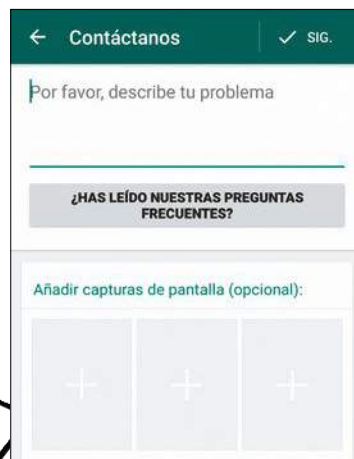 Contáctanos
SIG.
Por favor, describe tu problema
¿HAS LEÍDO NUESTRAS PREGUNTAS
FRECUENTES?
Añadir capturas de pantalla (opcional):